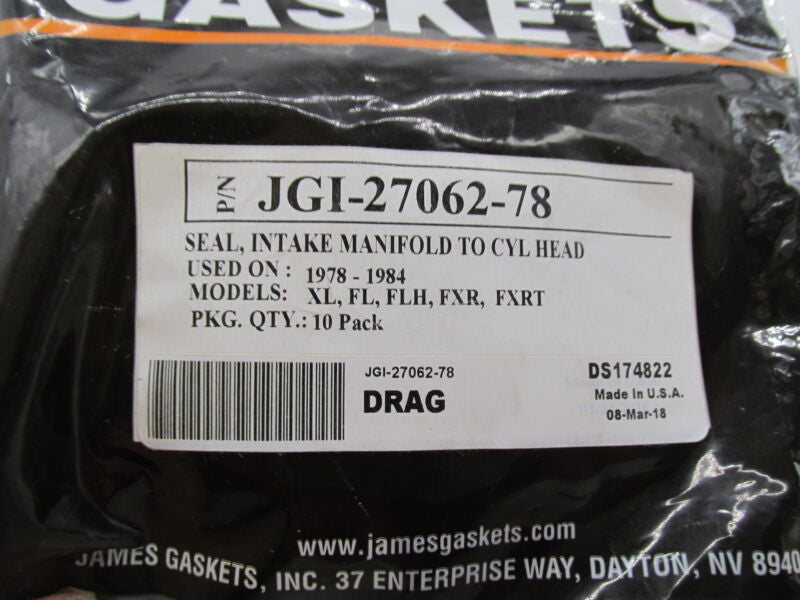 GASKETS
P/N JGI-27062-78
SEAL, INTAKE MANIFOLD TO CYL HEAD
USED ON : 1978 - 1984
MODELS: XL, FL, FLH, FXR, FXRT
PKG. QTY.: 10 Pack
JGI-27062-78
DRAG
DS174822
Made In U.S.A.
08-Mar-18
www.jamesgaskets.com
JAMES GASKETS, INC. 37 ENTERPRISE WAY, DAYTON, NV 8940